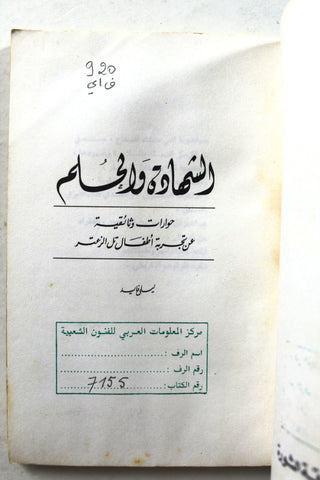 920
ف اي
الشهادة والحلم
حوارات وثائقية
عن تجربة أطفال تل الزعتر
مركز المعلومات العربي للفنون الشعبية
اسم الرف :
رقم الرف :
رقم الكتاب : 7155